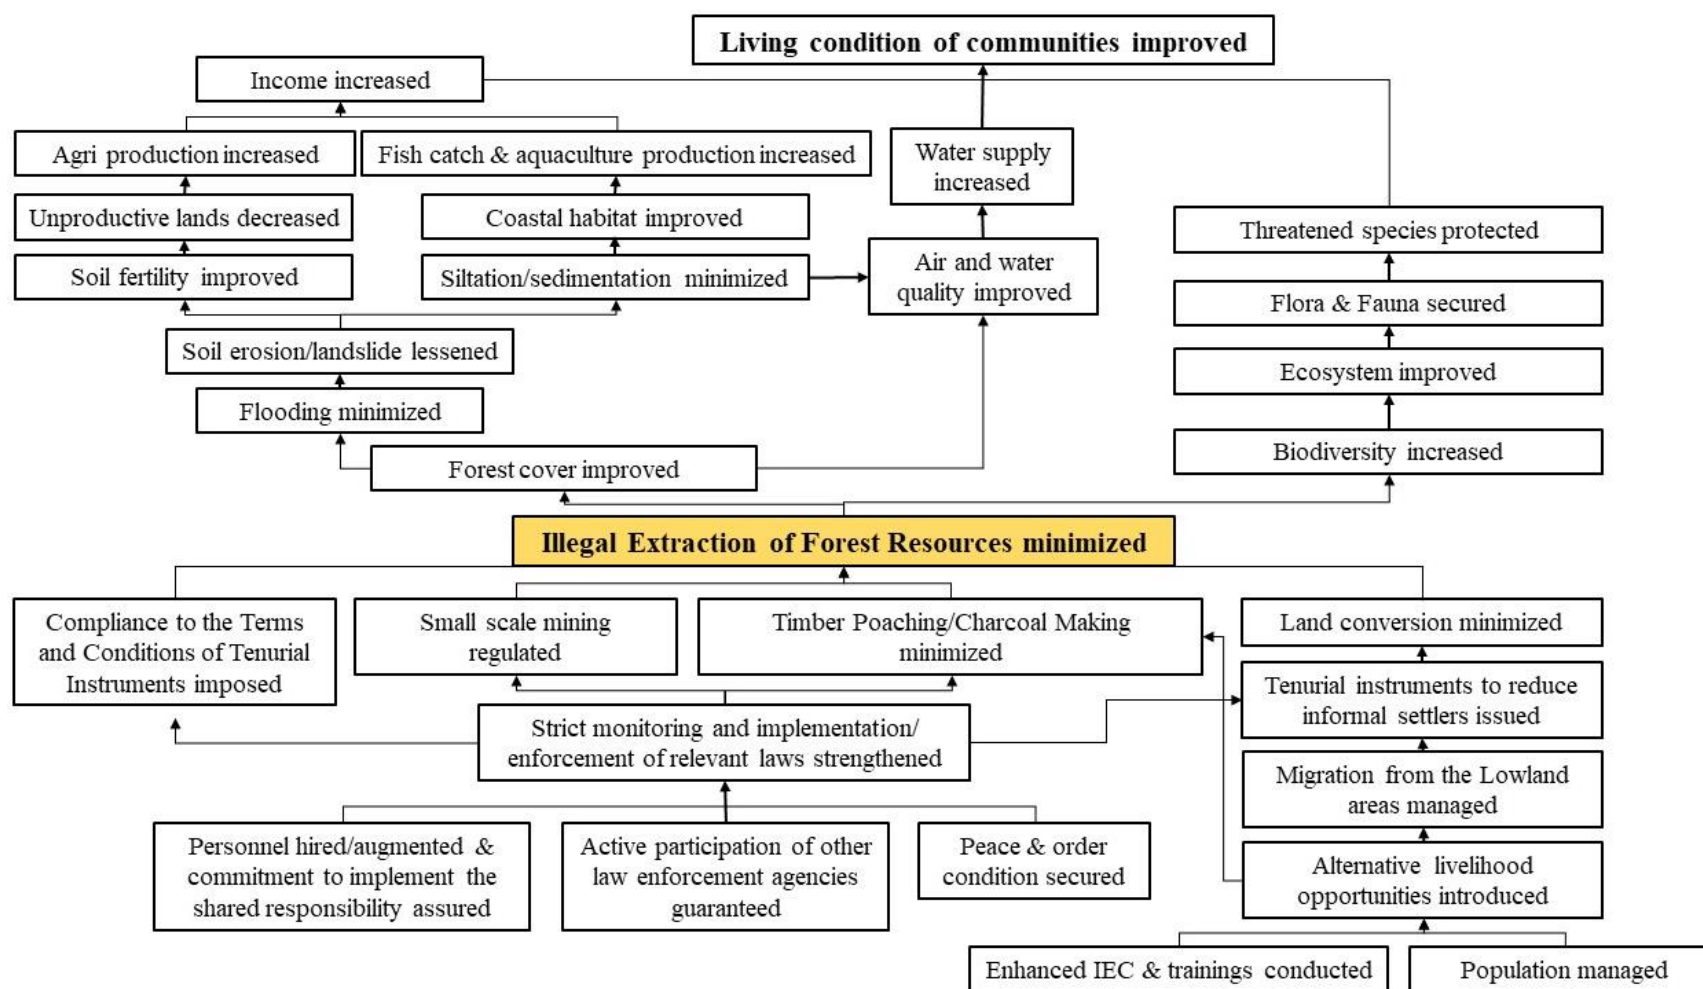 Living condition of communities improved
Income increased
Agri production increased
Fish catch & aquaculture production increased
Water supply
increased
Unproductive lands decreased
Coastal habitat improved
Threatened species protected
Soil fertility improved
Siltation/sedimentation minimized
Air and water
quality improved
Flora & Fauna secured
Soil erosion/landslide lessened
Ecosystem improved
Flooding minimized
Forest cover improved
Biodiversity increased
Illegal Extraction of Forest Resources minimized
Compliance to the Terms
and Conditions of Tenurial
Instruments imposed
Small scale mining
regulated
Timber Poaching/Charcoal Making
minimized
Land conversion minimized
Tenurial instruments to reduce
informal settlers issued
Strict monitoring and implementation/
enforcement of relevant laws strengthened
Migration from the Lowland
areas managed
Personnel hired/augmented &
commitment to implement the
shared responsibility assured
Active participation of other
law enforcement agencies
guaranteed
Peace & order
condition secured
Alternative livelihood
opportunities introduced
Enhanced IEC & trainings conducted
Population managed